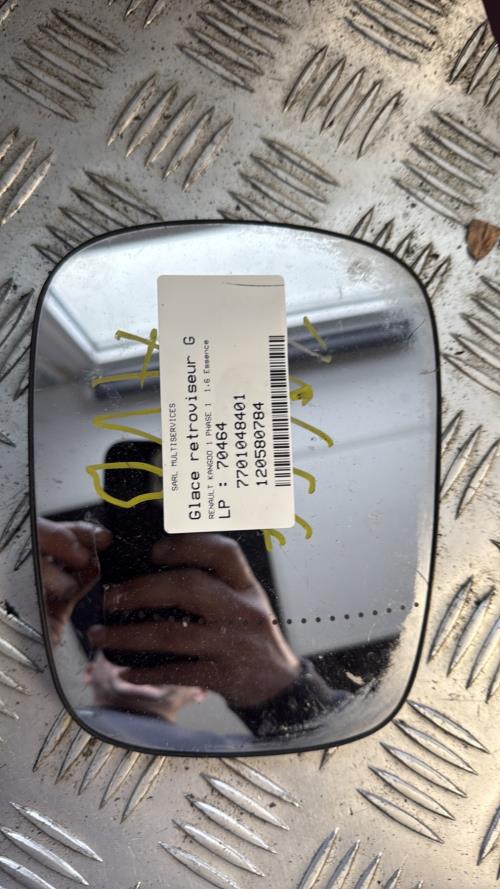 SARL MULTISERVICES
Glace retroviseur G
RENAULT KANGOO 1 PHASE 1 1.6 Essence
LP : 70464
7701048401
120580784